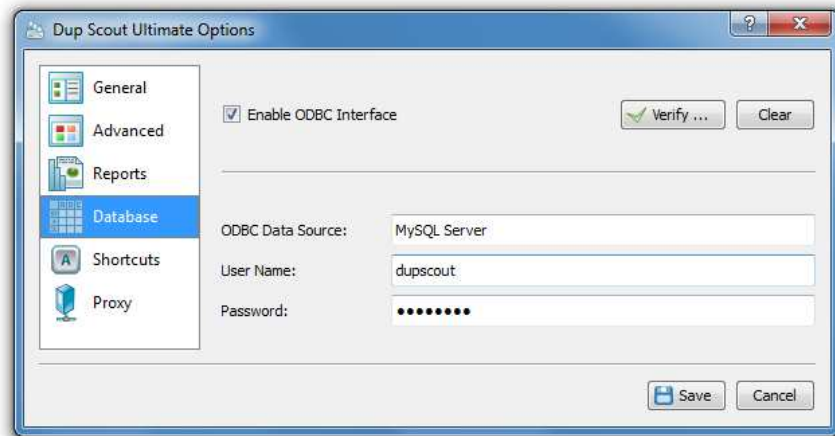 Dup Scout Ultimate Options
General
Advanced
Reports
Database
Shortcuts
Proxy
Enable ODBC Interface
Verify ...
Clear
ODBC Data Source: MySQL Server
User Name: dupscout
Password: ●●●●●●●●
Save
Cancel